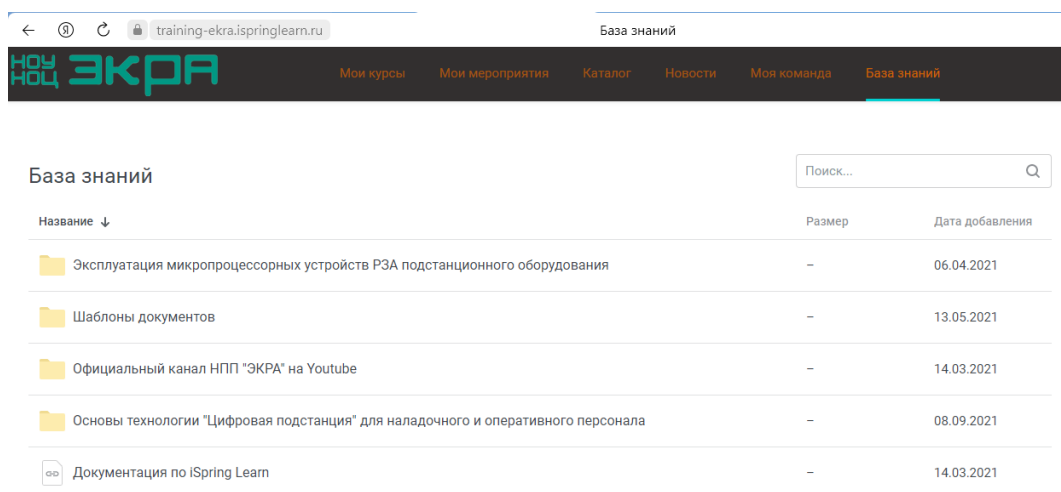 training-ekra.ispringlearn.ru База знаний
НОУ НОЦ ЭКРА
Мои курсы Мои мероприятия Каталог Новости Моя команда База знаний
База знаний
Поиск...
Название Размер Дата добавления
Эксплуатация микропроцессорных устройств РЗА подстанционного оборудования – 06.04.2021
Шаблоны документов – 13.05.2021
Официальный канал НПП "ЭКРА" на Youtube – 14.03.2021
Основы технологии "Цифровая подстанция" для наладочного и оперативного персонала – 08.09.2021
Документация по iSpring Learn – 14.03.2021